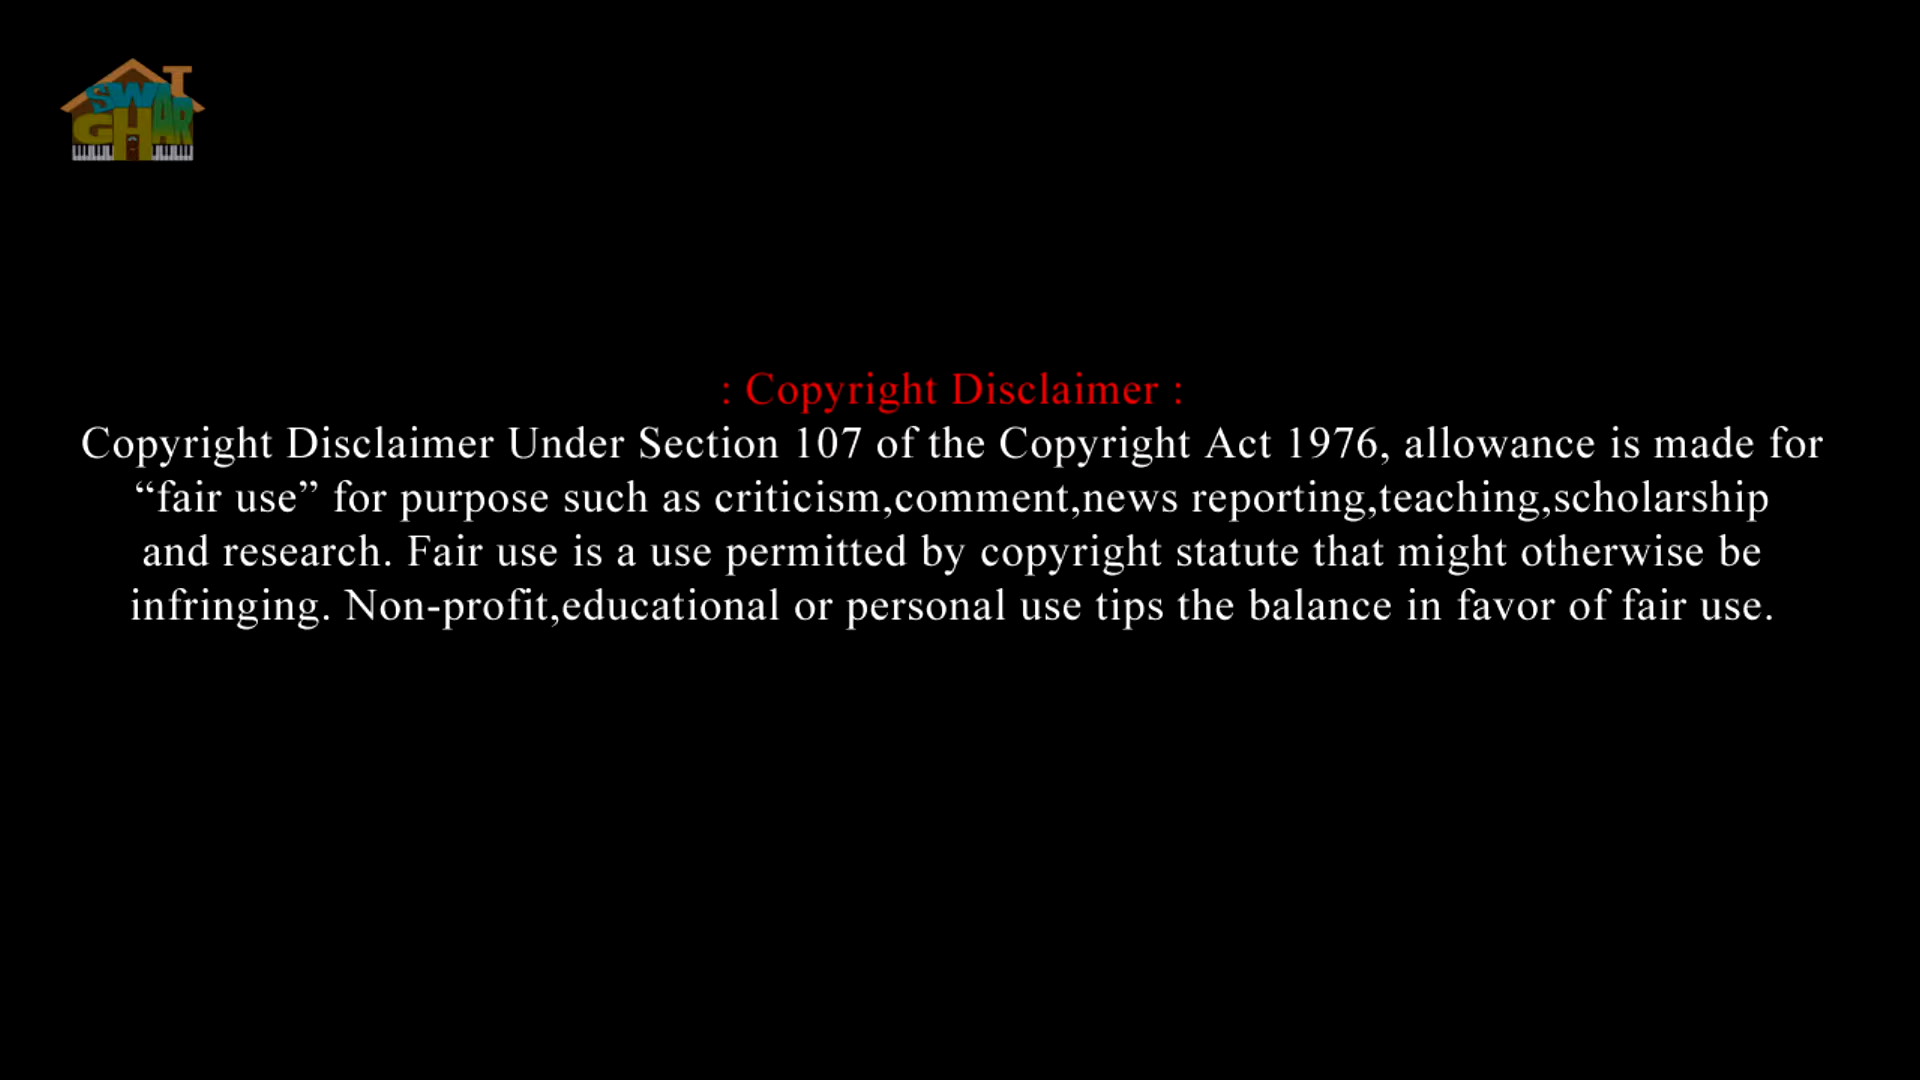 SWAT
GHAR
: Copyright Disclaimer :
Copyright Disclaimer Under Section 107 of the Copyright Act 1976, allowance is made for
“fair use” for purpose such as criticism,comment,news reporting,teaching,scholarship
and research. Fair use is a use permitted by copyright statute that might otherwise be
infringing. Non-profit,educational or personal use tips the balance in favor of fair use.